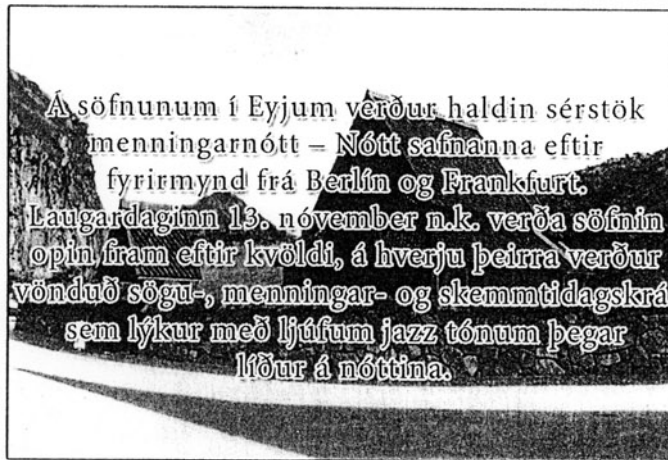 Á söfnunum í Eyjum verður haldin sérstök
menningarnótt – Nótt safnanna eftir
fyrirmynd frá Berlín og Frankfurt.
Laugardaginn 13. nóvember n.k. verða söfnin
opin fram eftir kvöldi, á hverju þeirra verður
vönduð sögu-, menningar- og skemmtidagskrá
sem lýkur með ljúfum jazz tónum þegar
líður á nóttina.